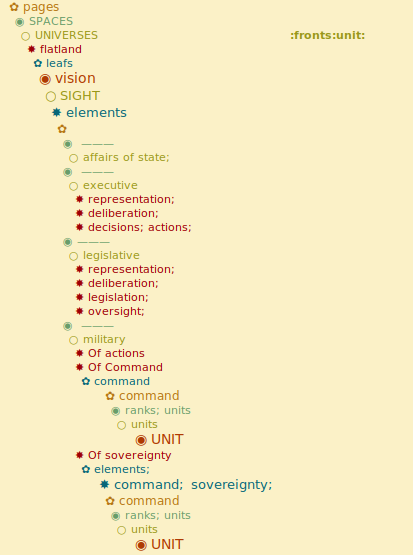 pages
SPACES
UNIVERSES :fronts:unit:
flatland
leafs
vision
SIGHT
elements
———
affairs of state;
———
executive
representation;
deliberation;
decisions; actions;
———
legislative
representation;
deliberation;
legislation;
oversight;
———
military
Of actions
Of Command
command
command
ranks; units
units
UNIT
Of sovereignty
elements;
command; sovereignty;
command
ranks; units
units
UNIT